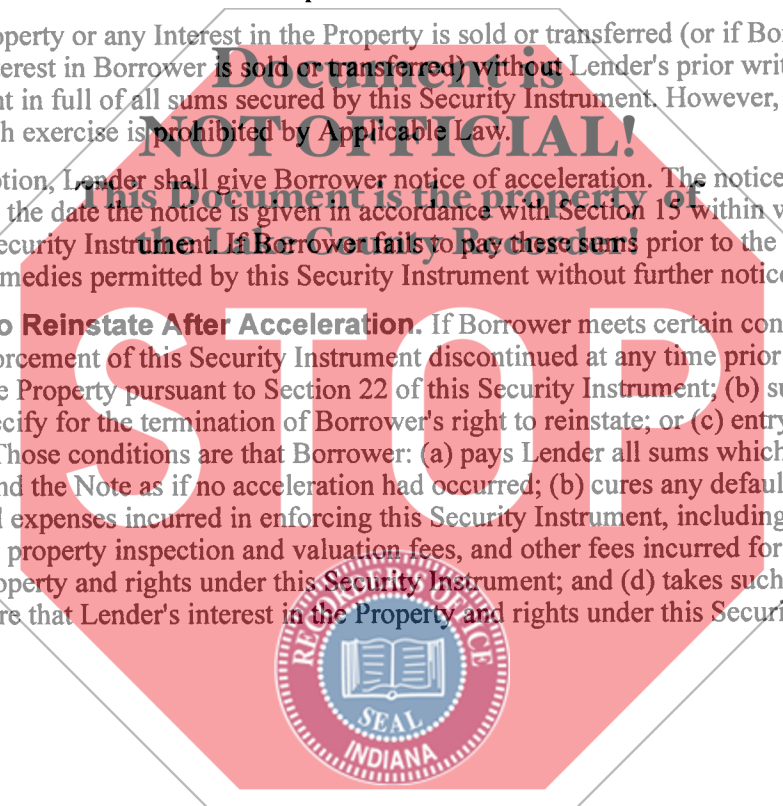 operty or any Interest in the Property is sold or transferred (or if Bo
erest in Borrower is sold or transferred) without Lender's prior writ
nt in full of all sums secured by this Security Instrument. However,
h exercise is prohibited by Applicable Law.
Document is
NOT OFFICIAL!
This Document is the property of
the Lake County Recorder!
ption, Lender shall give Borrower notice of acceleration. The notice
the date the notice is given in accordance with Section 15 within w
ecurity Instrument. If Borrower fails to pay these sums prior to the
medies permitted by this Security Instrument without further notice
o Reinstate After Acceleration. If Borrower meets certain con
orcement of this Security Instrument discontinued at any time prior
e Property pursuant to Section 22 of this Security Instrument; (b) su
ecify for the termination of Borrower's right to reinstate; or (c) entry
Those conditions are that Borrower: (a) pays Lender all sums which
nd the Note as if no acceleration had occurred; (b) cures any defaul
l expenses incurred in enforcing this Security Instrument, including
property inspection and valuation fees, and other fees incurred for
operty and rights under this Security Instrument; and (d) takes such
re that Lender's interest in the Property and rights under this Securi
STOP
RECORDER'S OFFICE
SEAL
INDIANA